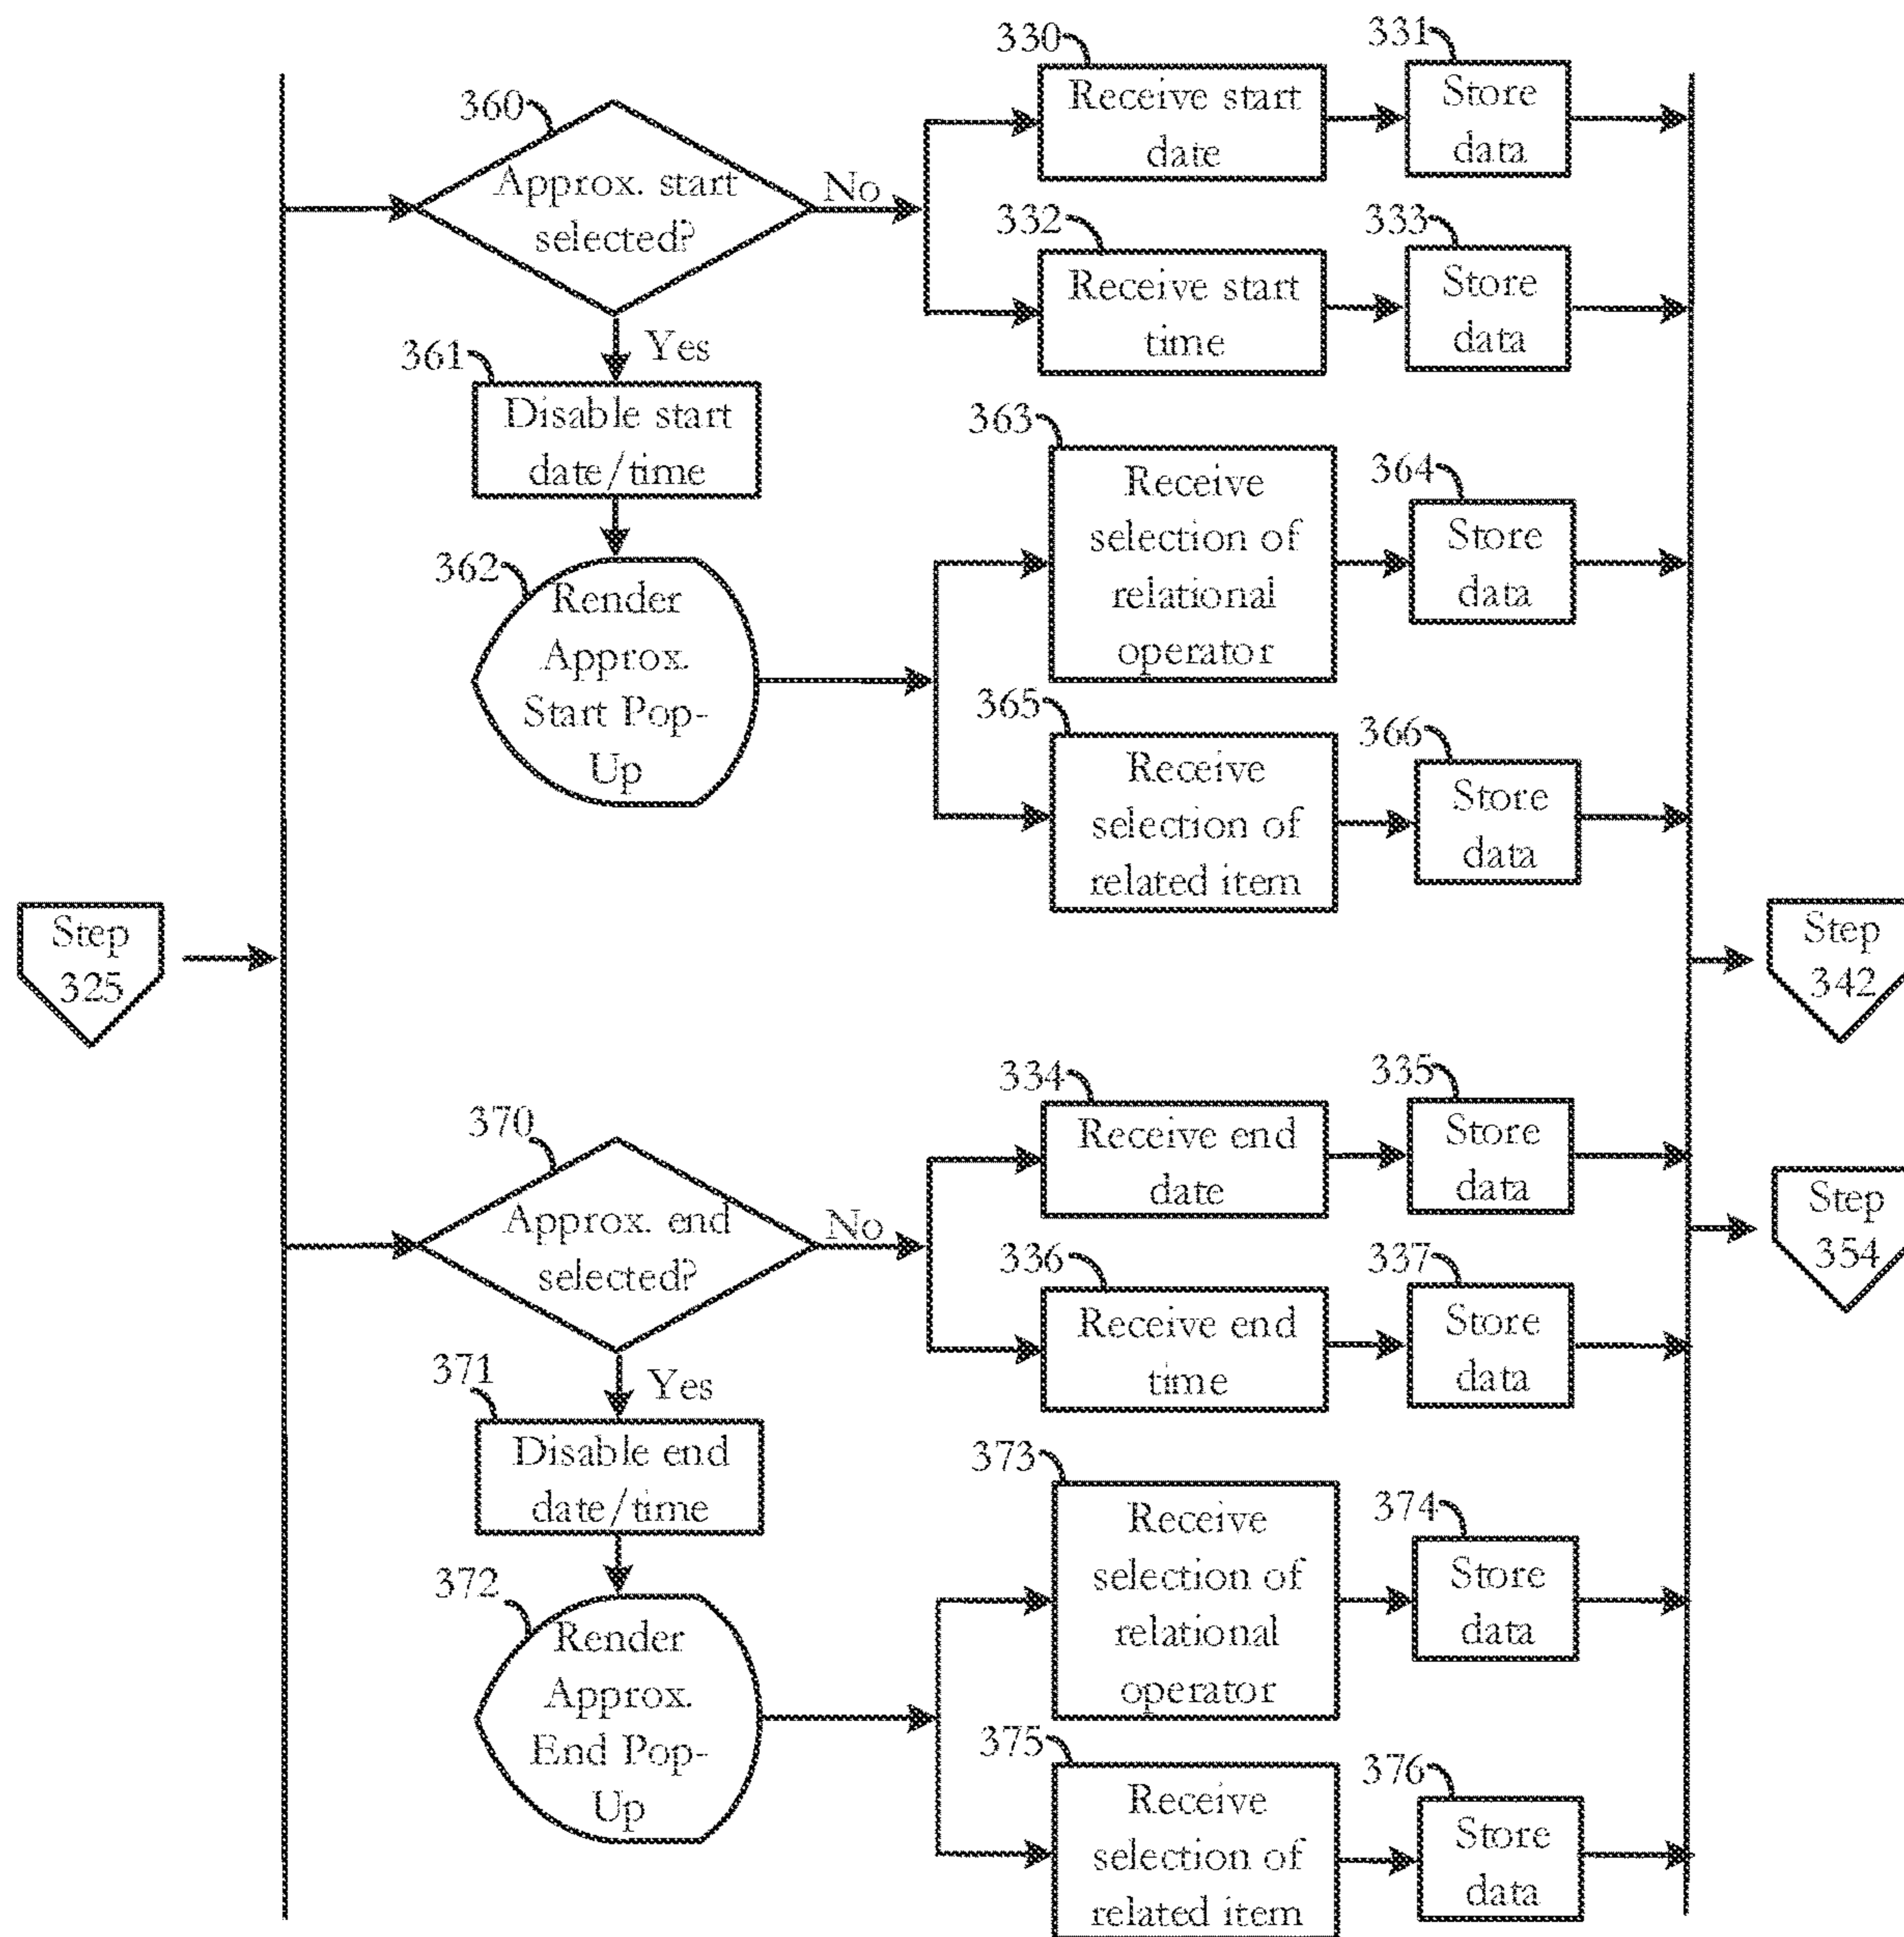 330
331
Receive start
date
Store
data
360
Approx. start
selected?
No
332
333
Receive start
time
Store
data
Yes
361
Disable start
date/time
363
364
Receive
selection of
relational
operator
Store
data
362
Render
Approx.
Start Pop-
Up
365
366
Receive
selection of
related item
Store
data
Step
325
Step
342
334
335
Receive end
date
Store
data
370
Approx. end
selected?
No
Step
354
336
337
Receive end
time
Store
data
Yes
371
Disable end
date/time
373
374
Receive
selection of
relational
operator
Store
data
372
Render
Approx.
End Pop-
Up
375
376
Receive
selection of
related item
Store
data